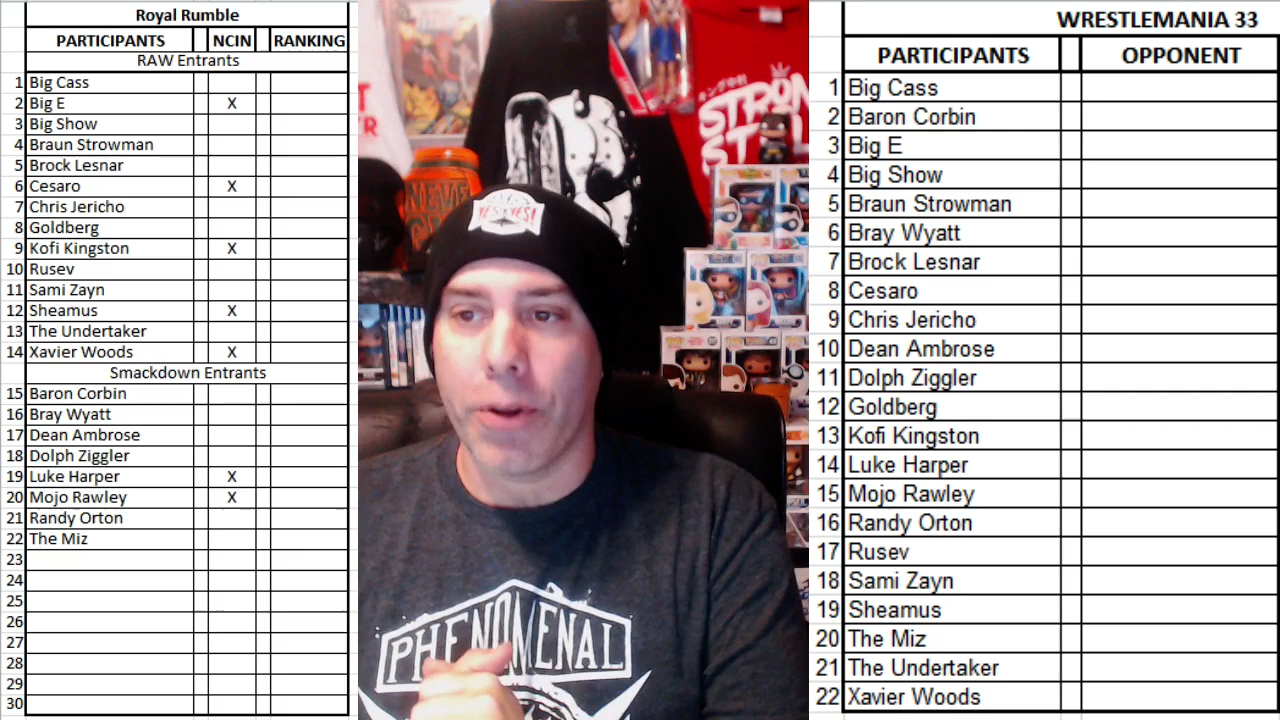 Royal Rumble
PARTICIPANTS NCIN RANKING
RAW Entrants
1 Big Cass
2 Big E X
3 Big Show
4 Braun Strowman
5 Brock Lesnar
6 Cesaro X
7 Chris Jericho
8 Goldberg
9 Kofi Kingston X
10 Rusev
11 Sami Zayn
12 Sheamus X
13 The Undertaker
14 Xavier Woods X
Smackdown Entrants
15 Baron Corbin
16 Bray Wyatt
17 Dean Ambrose
18 Dolph Ziggler
19 Luke Harper X
20 Mojo Rawley X
21 Randy Orton
22 The Miz
23
24
25
26
27
28
29
30
YES! YES!
STRONG
PHENOMENAL
WRESTLEMANIA 33
PARTICIPANTS OPPONENT
1 Big Cass
2 Baron Corbin
3 Big E
4 Big Show
5 Braun Strowman
6 Bray Wyatt
7 Brock Lesnar
8 Cesaro
9 Chris Jericho
10 Dean Ambrose
11 Dolph Ziggler
12 Goldberg
13 Kofi Kingston
14 Luke Harper
15 Mojo Rawley
16 Randy Orton
17 Rusev
18 Sami Zayn
19 Sheamus
20 The Miz
21 The Undertaker
22 Xavier Woods